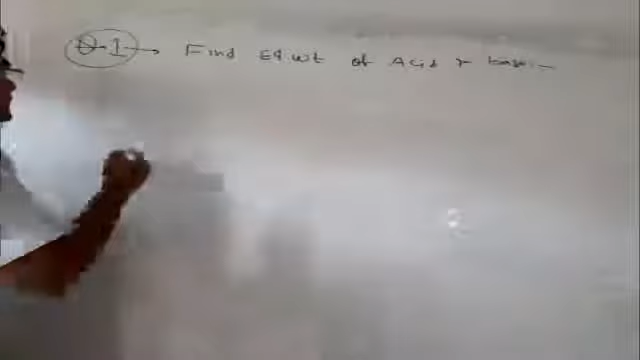 Q-1 → Find Eq wt of Acid & base:-